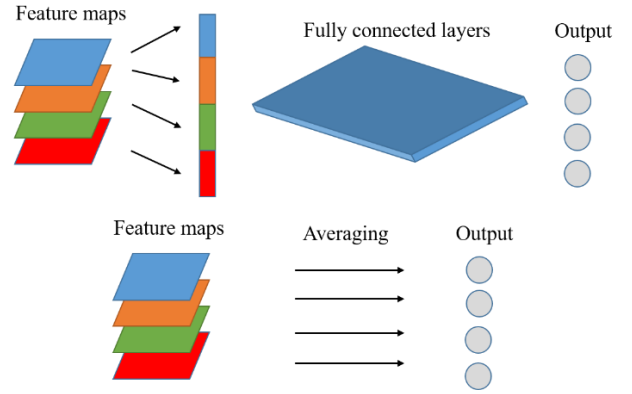 Feature maps
Fully connected layers
Output
Feature maps
Averaging
Output